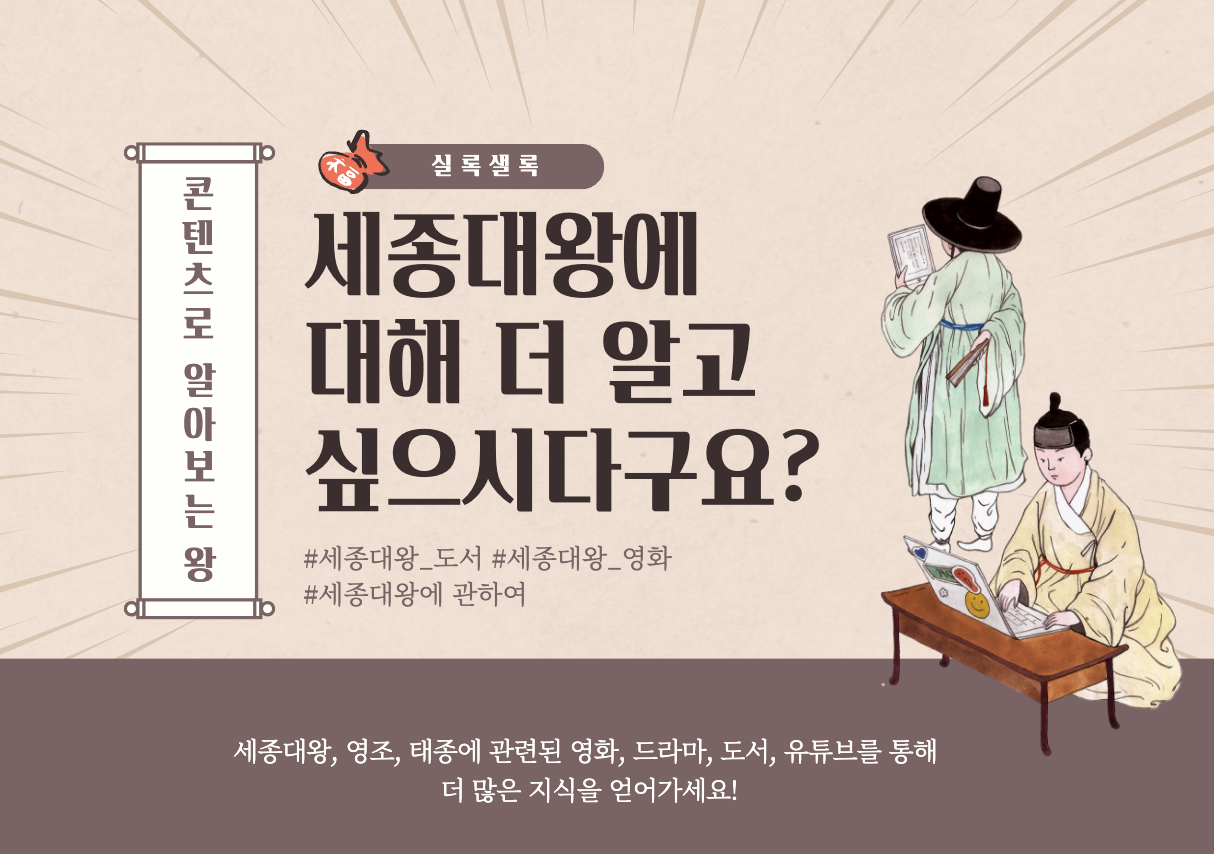 콘텐츠로 알아보는 왕
실록샐록
세종대왕에
대해 더 알고
싶으시다구요?
#세종대왕_도서 #세종대왕_영화
#세종대왕에 관하여
세종대왕, 영조, 태종에 관련된 영화, 드라마, 도서, 유튜브를 통해
더 많은 지식을 얻어가세요!